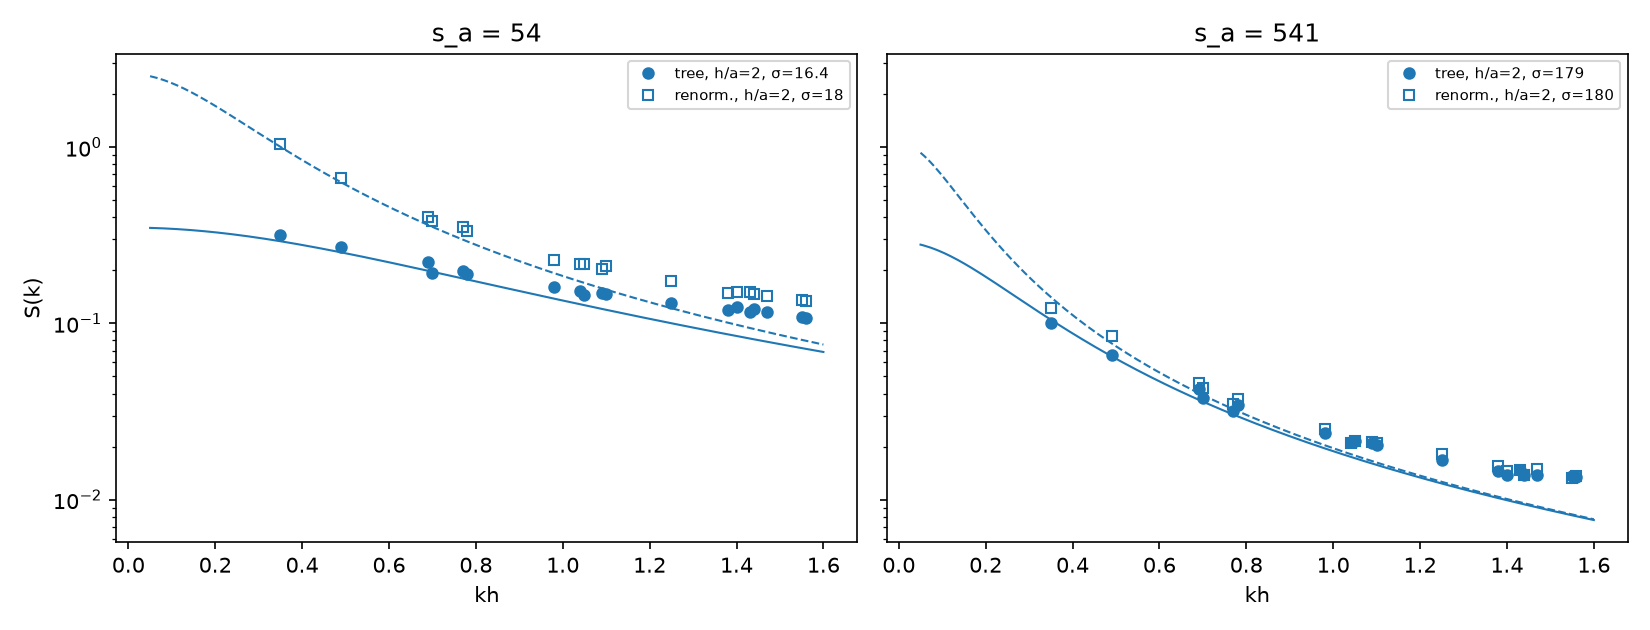 s_a = 54
tree, h/a=2, σ=16.4
renorm., h/a=2, σ=18
S(k)
10⁰
10⁻¹
10⁻²
0.0 0.2 0.4 0.6 0.8 1.0 1.2 1.4 1.6
kh
s_a = 541
tree, h/a=2, σ=179
renorm., h/a=2, σ=180
0.0 0.2 0.4 0.6 0.8 1.0 1.2 1.4 1.6
kh